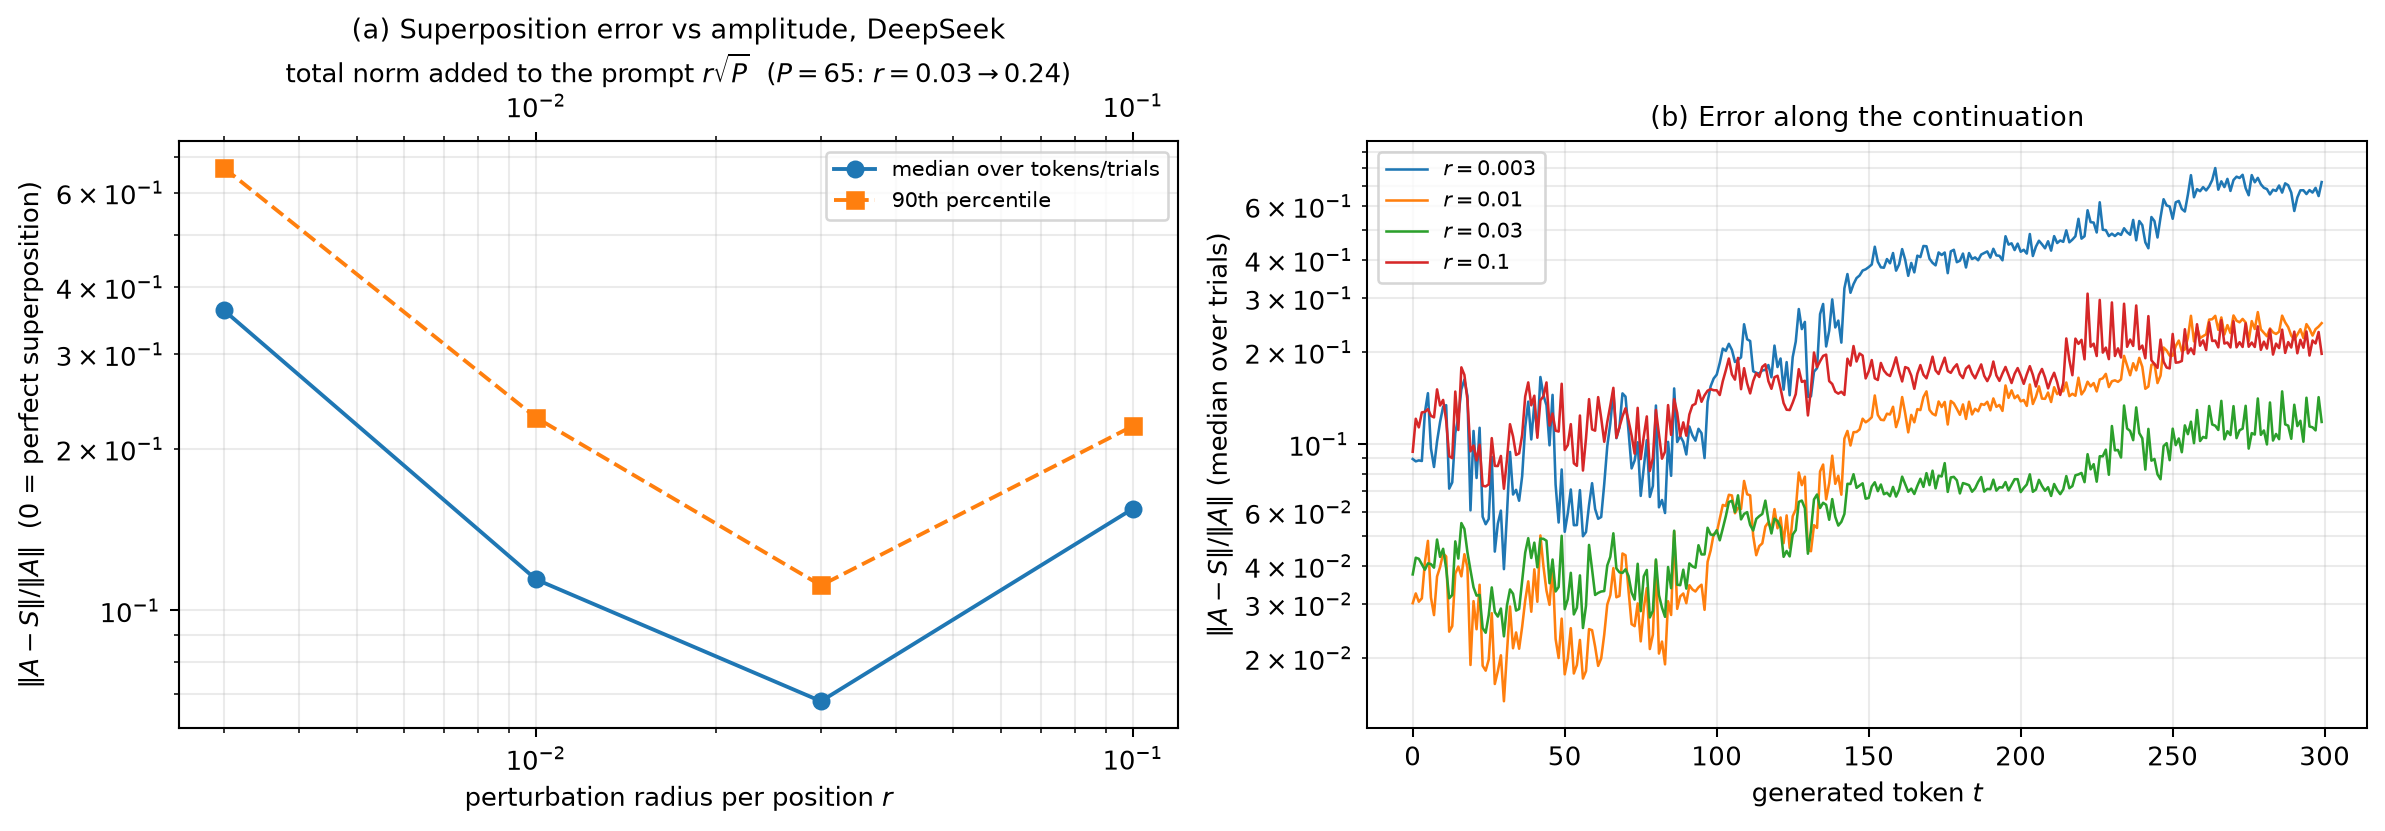 (a) Superposition error vs amplitude, DeepSeek
total norm added to the prompt r√P (P = 65: r = 0.03 → 0.24)
10⁻² 10⁻¹
6 × 10⁻¹
4 × 10⁻¹
3 × 10⁻¹
2 × 10⁻¹
10⁻¹
‖A − S‖/‖A‖ (0 = perfect superposition)
median over tokens/trials
90th percentile
10⁻² 10⁻¹
perturbation radius per position r
(b) Error along the continuation
r = 0.003
r = 0.01
r = 0.03
r = 0.1
6 × 10⁻¹
4 × 10⁻¹
3 × 10⁻¹
2 × 10⁻¹
10⁻¹
6 × 10⁻²
4 × 10⁻²
3 × 10⁻²
2 × 10⁻²
‖A − S‖/‖A‖ (median over trials)
0 50 100 150 200 250 300
generated token t